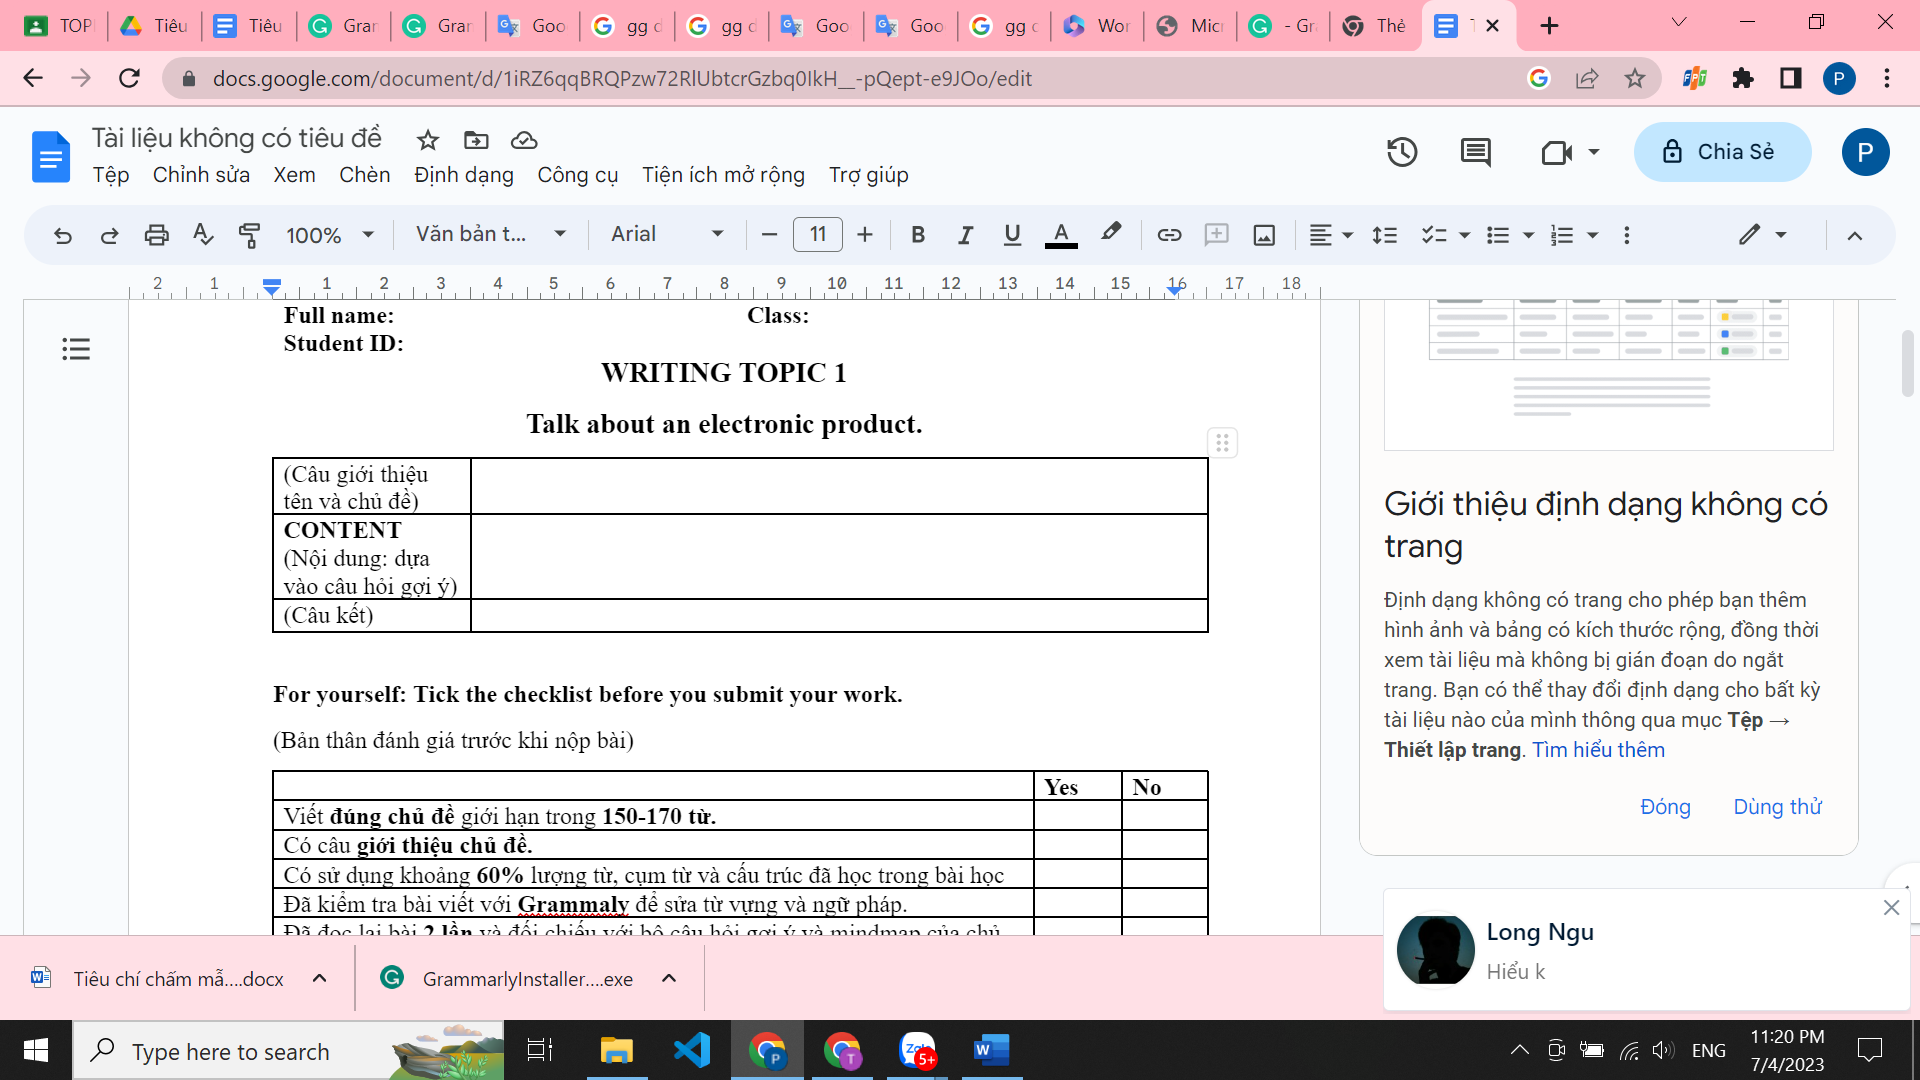 TOPI
Tiêu
Tiêu
Gran
Gran
Goo
gg d
gg d
Goo
Goo
gg d
Wor
Micr
- Gra
Thẻ
docs.google.com/document/d/1iRZ6qqBRQPzw72RlUbtcrGzbq0IkH__-pQept-e9JOo/edit
P
Tài liệu không có tiêu đề
Chia Sẻ
P
Tệp Chỉnh sửa Xem Chèn Định dạng Công cụ Tiện ích mở rộng Trợ giúp
100% Văn bản t... Arial 11 B I U A
2 1 1 2 3 4 5 6 7 8 9 10 11 12 13 14 15 16 17 18
Full name: Class:
Student ID:
WRITING TOPIC 1
Talk about an electronic product.
(Câu giới thiệu
tên và chủ đề)
CONTENT
(Nội dung: dựa
vào câu hỏi gợi ý)
(Câu kết)
For yourself: Tick the checklist before you submit your work.
(Bản thân đánh giá trước khi nộp bài)
Yes No
Viết đúng chủ đề giới hạn trong 150-170 từ.
Có câu giới thiệu chủ đề.
Có sử dụng khoảng 60% lượng từ, cụm từ và cấu trúc đã học trong bài học
Đã kiểm tra bài viết với Grammaly để sửa từ vựng và ngữ pháp.
Đã đọc lại bài 2 lần và đối chiếu với bộ câu hỏi gợi ý và mindmap của chủ
Giới thiệu định dạng không có
trang
Định dạng không có trang cho phép bạn thêm
hình ảnh và bảng có kích thước rộng, đồng thời
xem tài liệu mà không bị gián đoạn do ngắt
trang. Bạn có thể thay đổi định dạng cho bất kỳ
tài liệu nào của mình thông qua mục Tệp →
Thiết lập trang. Tìm hiểu thêm
Đóng Dùng thử
Long Ngu
Hiểu k
Tiêu chí chấm mẫ....docx
GrammarlyInstaller....exe
Type here to search
P
T
Zalo
5+
ENG
11:20 PM
7/4/2023